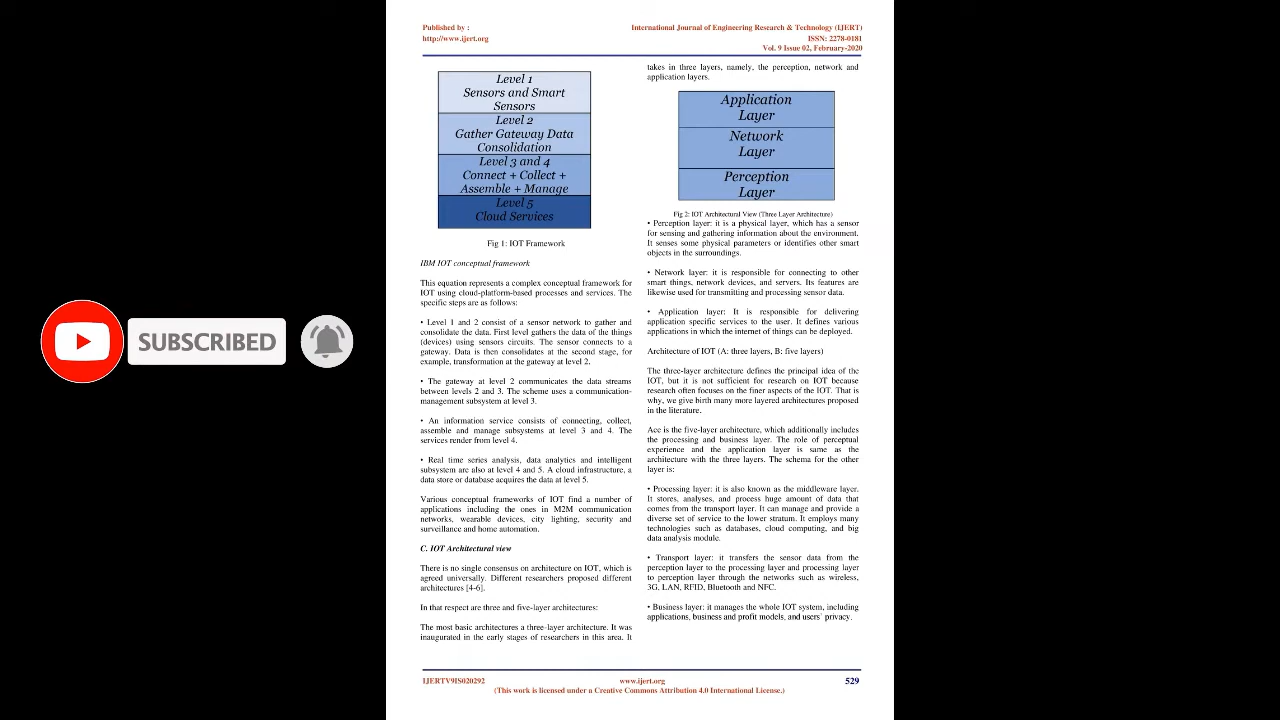 Published by :
http://www.ijert.org
International Journal of Engineering Research & Technology (IJERT)
ISSN: 2278-0181
Vol. 9 Issue 02, February-2020
Level 1
Sensors and Smart
Sensors
Level 2
Gather Gateway Data
Consolidation
Level 3 and 4
Connect + Collect +
Assemble + Manage
Level 5
Cloud Services
Fig 1: IOT Framework
IBM IOT conceptual framework
This equation represents a complex conceptual framework for
IOT using cloud-platform-based processes and services. The
specific steps are as follows:
• Level 1 and 2 consist of a sensor network to gather and
consolidate the data. First level gathers the data of the things
(devices) using sensors circuits. The sensor connects to a
gateway. Data is then consolidates at the second stage, for
example, transformation at the gateway at level 2.
• The gateway at level 2 communicates the data streams
between levels 2 and 3. The scheme uses a communication-
management subsystem at level 3.
• An information service consists of connecting, collect,
assemble and manage subsystems at level 3 and 4. The
services render from level 4.
• Real time series analysis, data analytics and intelligent
subsystem are also at level 4 and 5. A cloud infrastructure, a
data store or database acquires the data at level 5.
Various conceptual frameworks of IOT find a number of
applications including the ones in M2M communication
networks, wearable devices, city lighting, security and
surveillance and home automation.
C. IOT Architectural view
There is no single consensus on architecture on IOT, which is
agreed universally. Different researchers proposed different
architectures [4-6].
In that respect are three and five-layer architectures:
The most basic architectures a three-layer architecture. It was
inaugurated in the early stages of researchers in this area. It
takes in three layers, namely, the perception, network and
application layers.
Application
Layer
Network
Layer
Perception
Layer
Fig 2: IOT Architectural View (Three Layer Architecture)
• Perception layer: it is a physical layer, which has a sensor
for sensing and gathering information about the environment.
It senses some physical parameters or identifies other smart
objects in the surroundings.
• Network layer: it is responsible for connecting to other
smart things, network devices, and servers. Its features are
likewise used for transmitting and processing sensor data.
• Application layer: It is responsible for delivering
application specific services to the user. It defines various
applications in which the internet of things can be deployed.
Architecture of IOT (A: three layers, B: five layers)
The three-layer architecture defines the principal idea of the
IOT, but it is not sufficient for research on IOT because
research often focuses on the finer aspects of the IOT. That is
why, we give birth many more layered architectures proposed
in the literature.
Ace is the five-layer architecture, which additionally includes
the processing and business layer. The role of perceptual
experience and the application layer is same as the
architecture with the three layers. The schema for the other
layer is:
• Processing layer: it is also known as the middleware layer.
It stores, analyses, and process huge amount of data that
comes from the transport layer. It can manage and provide a
diverse set of service to the lower stratum. It employs many
technologies such as databases, cloud computing, and big
data analysis module.
• Transport layer: it transfers the sensor data from the
perception layer to the processing layer and processing layer
to perception layer through the networks such as wireless,
3G, LAN, RFID, Bluetooth and NFC.
• Business layer: it manages the whole IOT system, including
applications, business and profit models, and users' privacy.
SUBSCRIBED
IJERTV9IS020292
www.ijert.org
(This work is licensed under a Creative Commons Attribution 4.0 International License.)
529